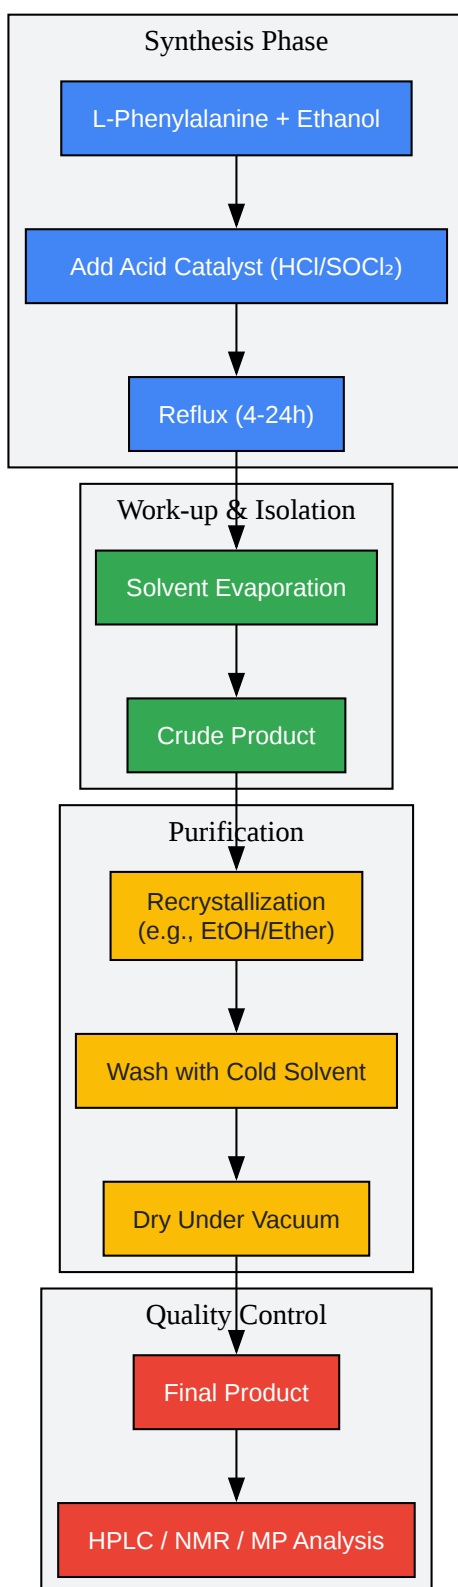 Synthesis Phase
L-Phenylalanine + Ethanol
Add Acid Catalyst (HCl/SOCl₂)
Reflux (4-24h)
Work-up & Isolation
Solvent Evaporation
Crude Product
Purification
Recrystallization
(e.g., EtOH/Ether)
Wash with Cold Solvent
Dry Under Vacuum
Quality Control
Final Product
HPLC / NMR / MP Analysis